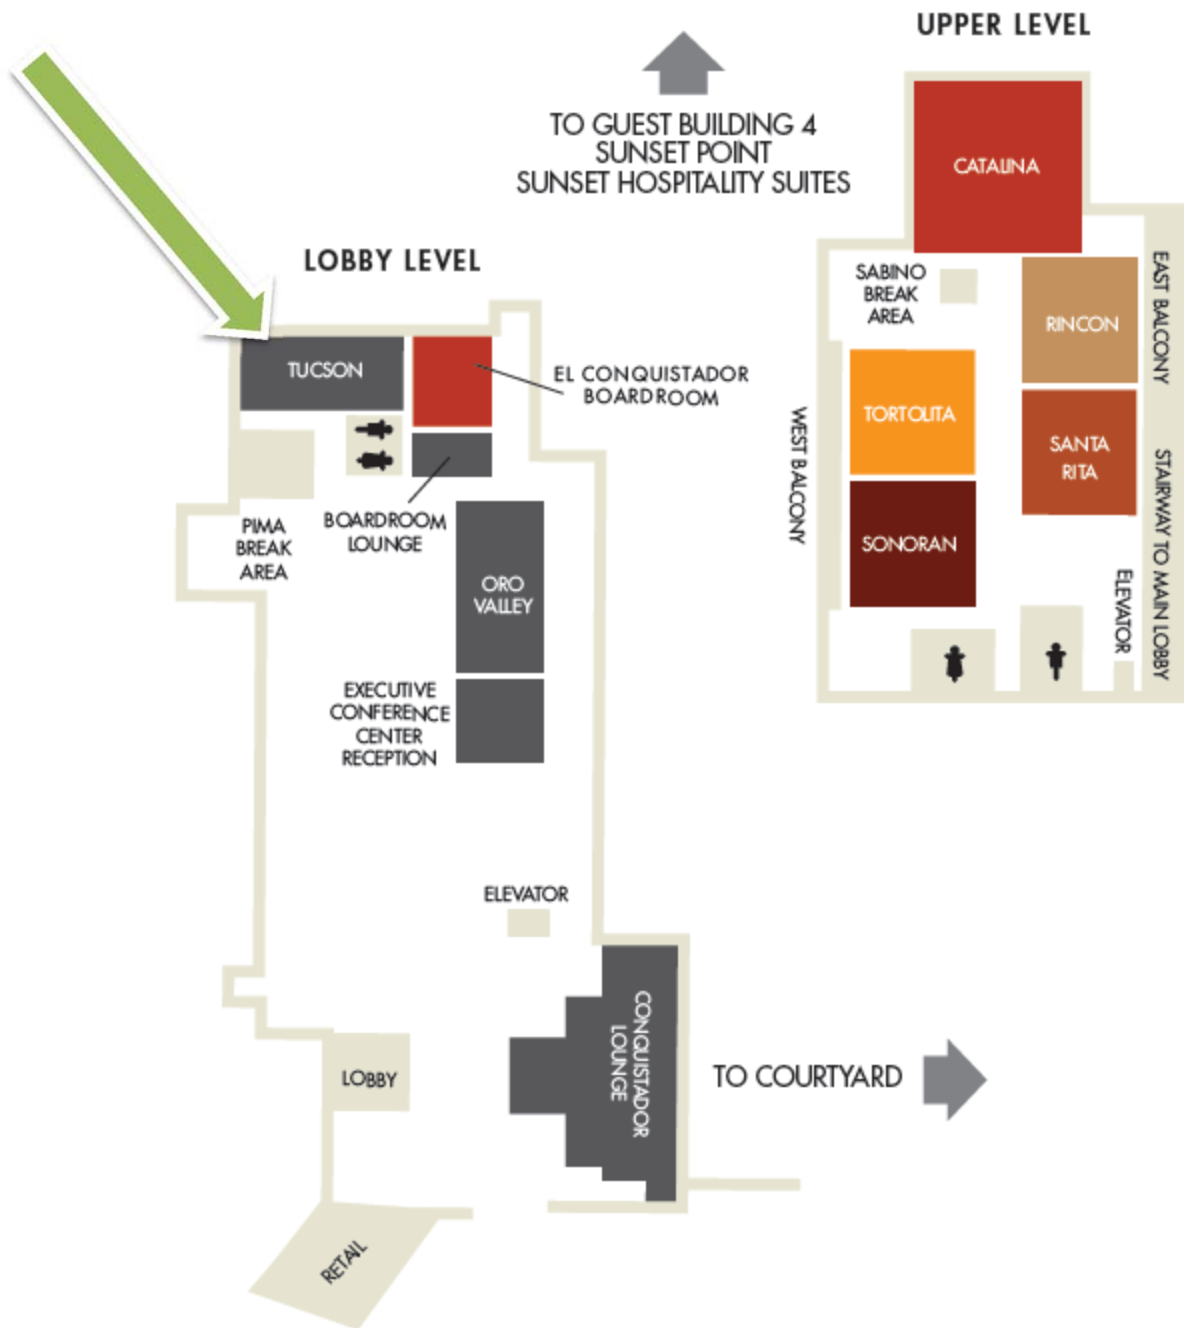 UPPER LEVEL
TO GUEST BUILDING 4
SUNSET POINT
SUNSET HOSPITALITY SUITES
CATALINA
LOBBY LEVEL
SABINO
BREAK
AREA
RINCON
EAST BALCONY
TUCSON
EL CONQUISTADOR
BOARDROOM
TORTOLITA
WEST BALCONY
SANTA
RITA
STAIRWAY TO MAIN LOBBY
PIMA
BREAK
AREA
BOARDROOM
LOUNGE
SONORAN
ORO
VALLEY
ELEVATOR
EXECUTIVE
CONFERENCE
CENTER
RECEPTION
ELEVATOR
CONQUISTADOR
LOUNGE
LOBBY
TO COURTYARD
RETAIL